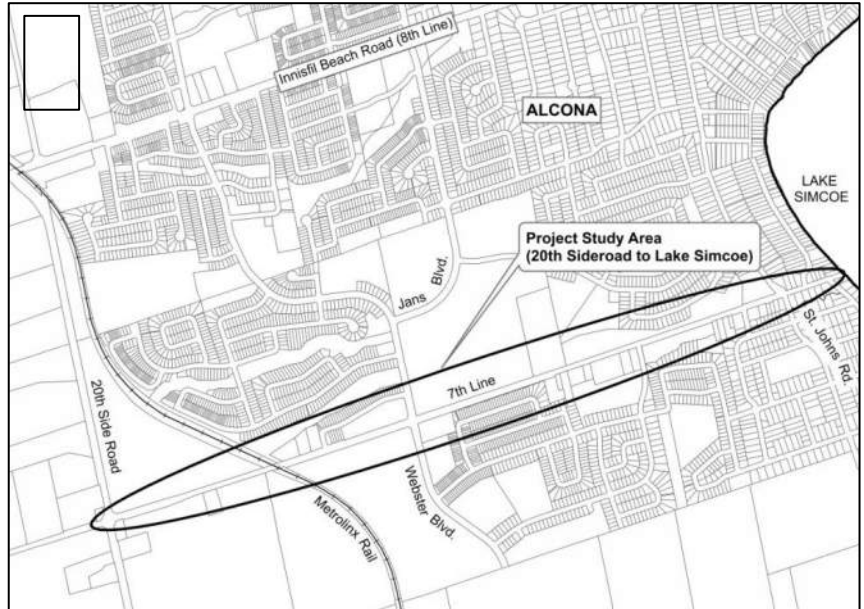 Innisfil Beach Road (8th Line)
ALCONA
LAKE
SIMCOE
Project Study Area
(20th Sideroad to Lake Simcoe)
Jans Blvd.
St. Johns Rd.
7th Line
20th Side Road
Webster Blvd.
Metrolinx Rail